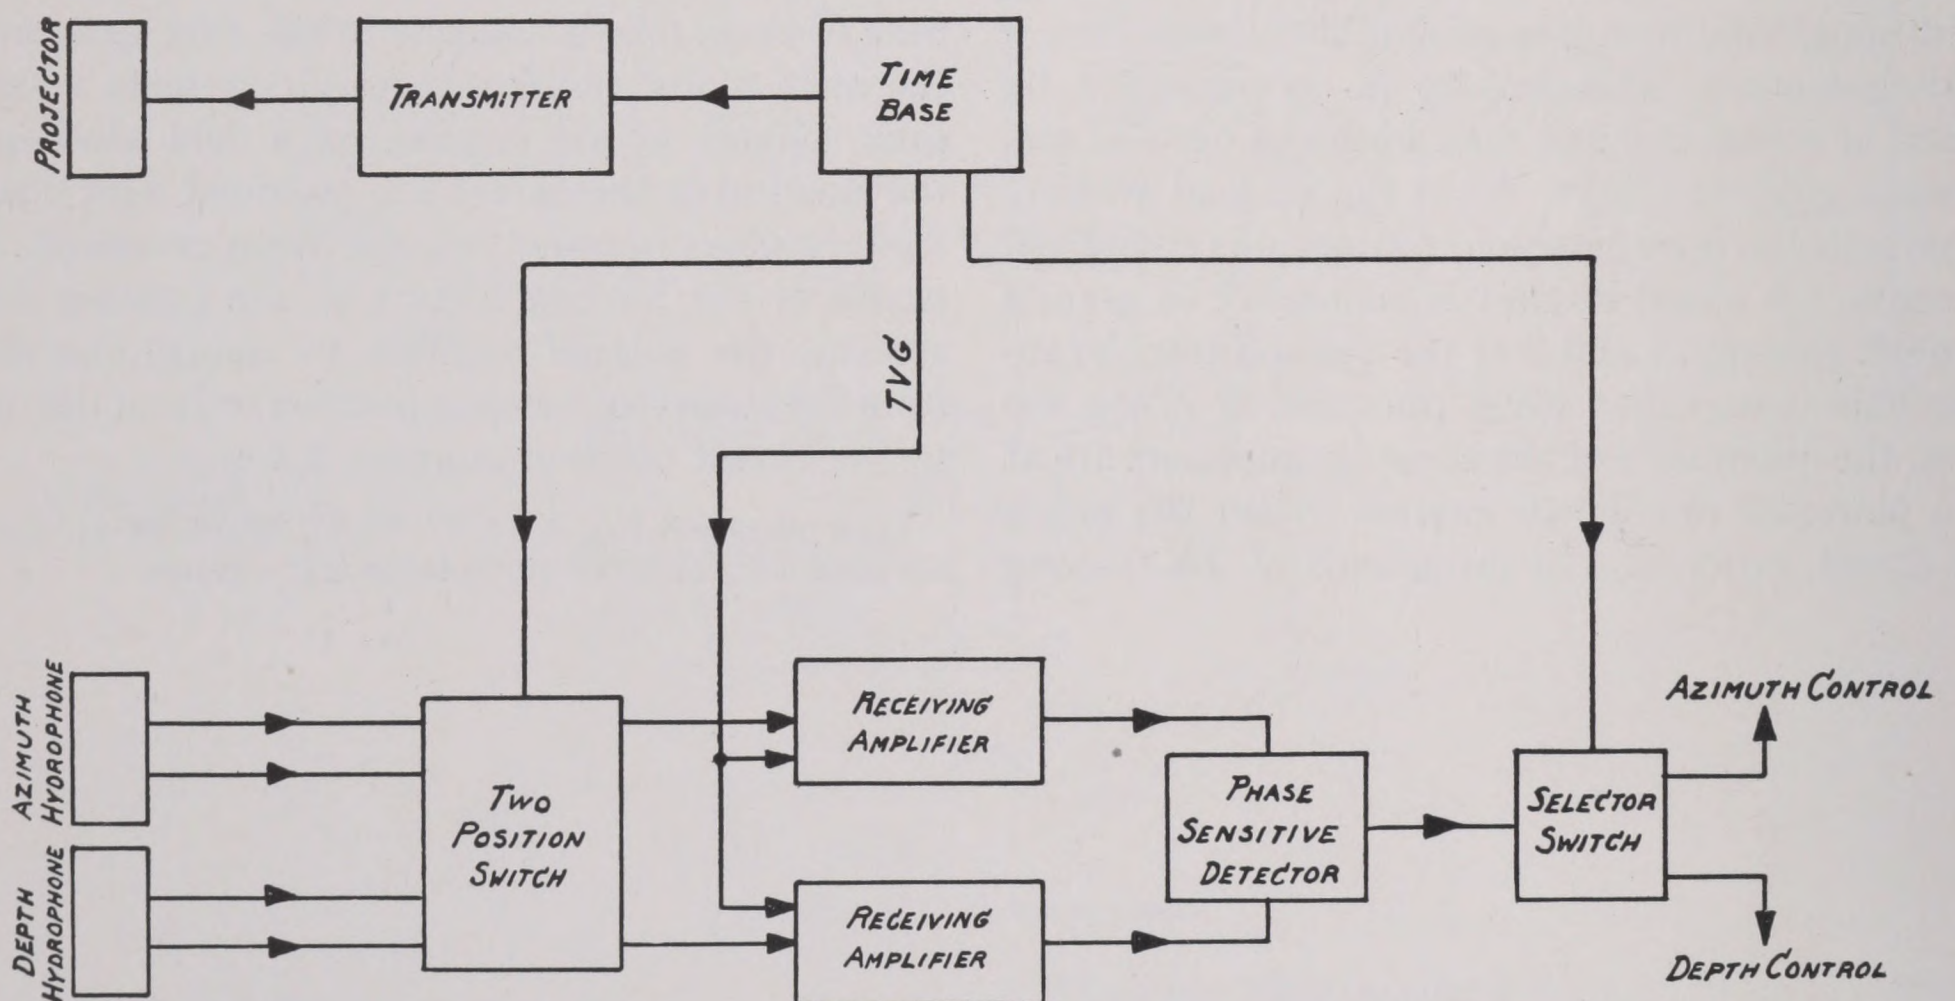 PROJECTOR
TRANSMITTER
TIME
BASE
TVG
AZIMUTH
HYDROPHONE
DEPTH
HYDROPHONE
TWO
POSITION
SWITCH
RECEIVING
AMPLIFIER
RECEIVING
AMPLIFIER
PHASE
SENSITIVE
DETECTOR
SELECTOR
SWITCH
AZIMUTH CONTROL
DEPTH CONTROL